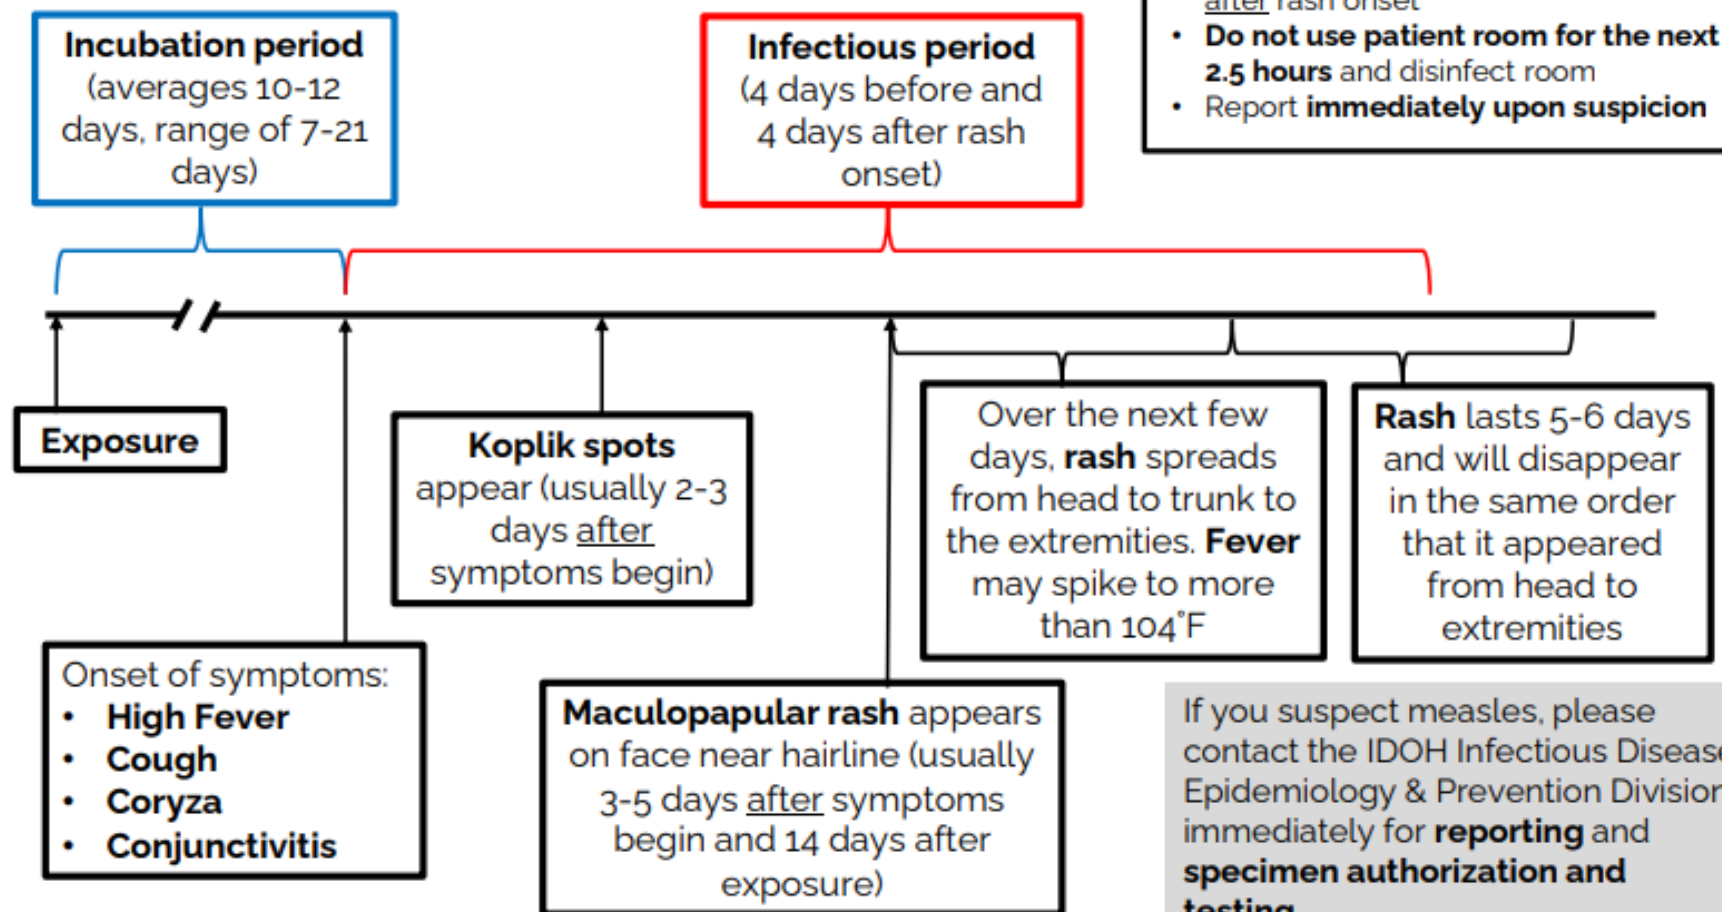 Incubation period
(averages 10-12
days, range of 7-21
days)
Infectious period
(4 days before and
4 days after rash
onset)
after rash onset
• Do not use patient room for the next
2.5 hours and disinfect room
• Report immediately upon suspicion
Exposure
Koplik spots
appear (usually 2-3
days after
symptoms begin)
Over the next few
days, rash spreads
from head to trunk to
the extremities. Fever
may spike to more
than 104°F
Rash lasts 5-6 days
and will disappear
in the same order
that it appeared
from head to
extremities
Onset of symptoms:
• High Fever
• Cough
• Coryza
• Conjunctivitis
Maculopapular rash appears
on face near hairline (usually
3-5 days after symptoms
begin and 14 days after
exposure)
If you suspect measles, please
contact the IDOH Infectious Disease
Epidemiology & Prevention Division
immediately for reporting and
specimen authorization and
testing